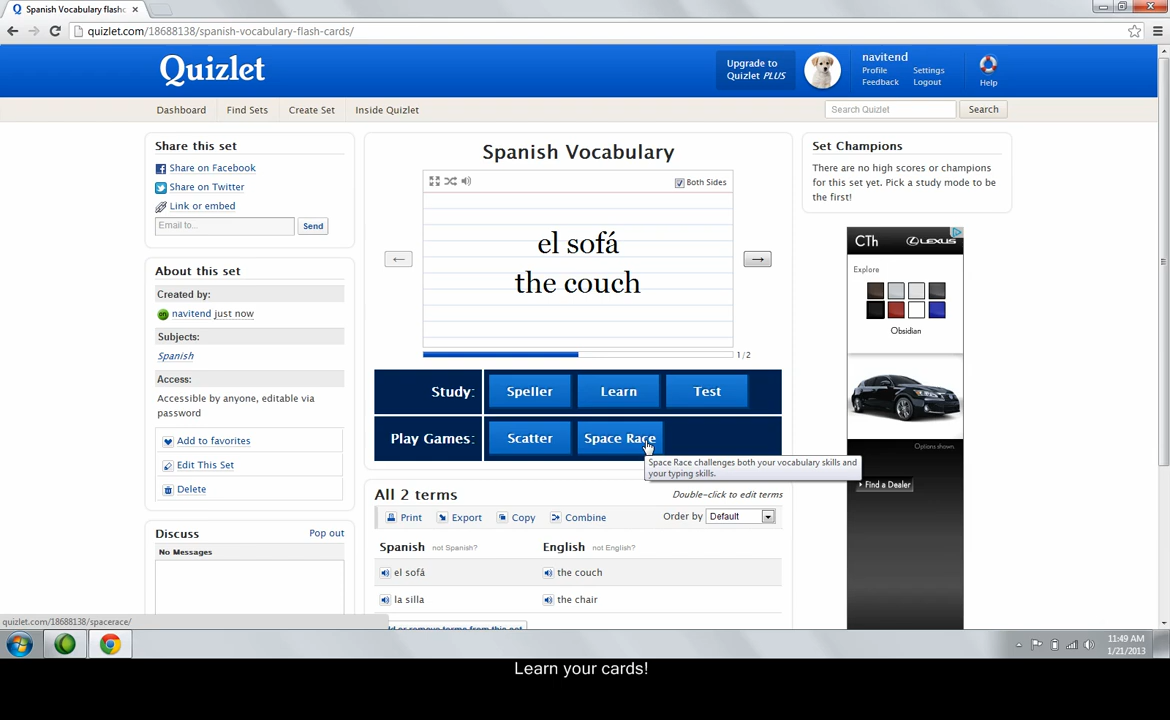 Spanish Vocabulary flashc
quizlet.com/18688138/spanish-vocabulary-flash-cards/
Quizlet
Upgrade to
Quizlet PLUS
navitend
Profile
Settings
Feedback
Logout
Help
Dashboard
Find Sets
Create Set
Inside Quizlet
Search Quizlet
Search
Share this set
Share on Facebook
Share on Twitter
Link or embed
Email to...
Send
About this set
Created by:
navitend just now
Subjects:
Spanish
Access:
Accessible by anyone, editable via
password
Add to favorites
Edit This Set
Delete
Discuss
Pop out
No Messages
Spanish Vocabulary
Both Sides
el sofá
the couch
←
→
1/2
Study:
Speller
Learn
Test
Play Games:
Scatter
Space Race
Space Race challenges both your vocabulary skills and
your typing skills.
All 2 terms
Double-click to edit terms
Print
Export
Copy
Combine
Order by
Default
Spanish not Spanish?
English not English?
el sofá
the couch
la silla
the chair
Set Champions
There are no high scores or champions
for this set yet. Pick a study mode to be
the first!
CTh
LEXUS
Explore
Obsidian
Options shown.
Find a Dealer
quizlet.com/18688138/spacerace/
11:49 AM
1/21/2013
Learn your cards!